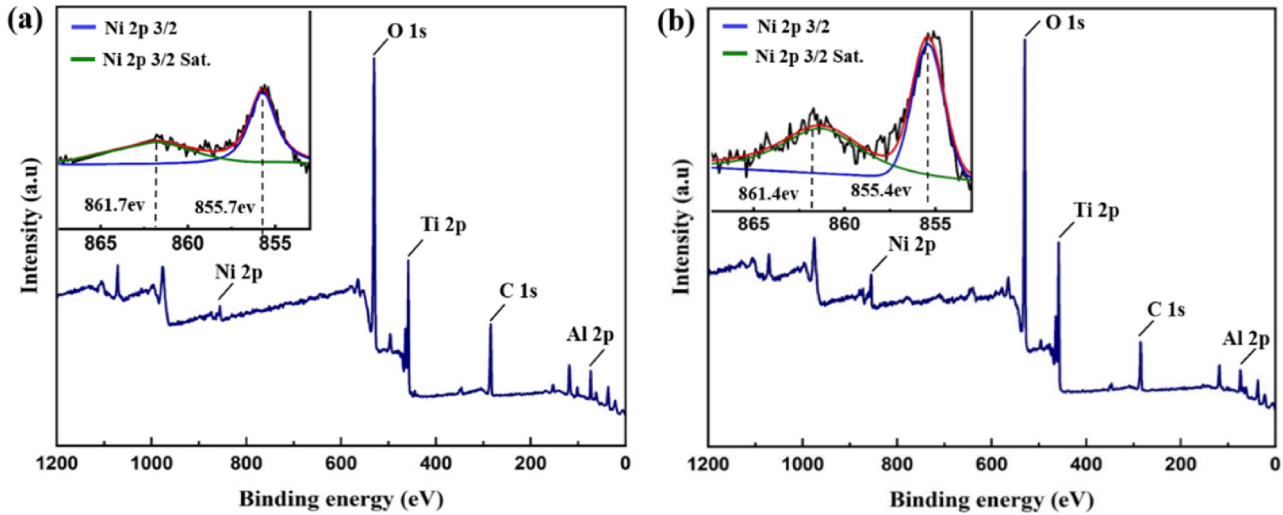 (a)
Ni 2p 3/2
Ni 2p 3/2 Sat.
861.7ev
855.7ev
865 860 855
O 1s
Ti 2p
Ni 2p
C 1s
Al 2p
Intensity (a.u)
1200 1000 800 600 400 200 0
Binding energy (eV)
(b)
Ni 2p 3/2
Ni 2p 3/2 Sat.
861.4ev
855.4ev
865 860 855
O 1s
Ti 2p
Ni 2p
C 1s
Al 2p
Intensity (a.u)
1200 1000 800 600 400 200 0
Binding energy (eV)